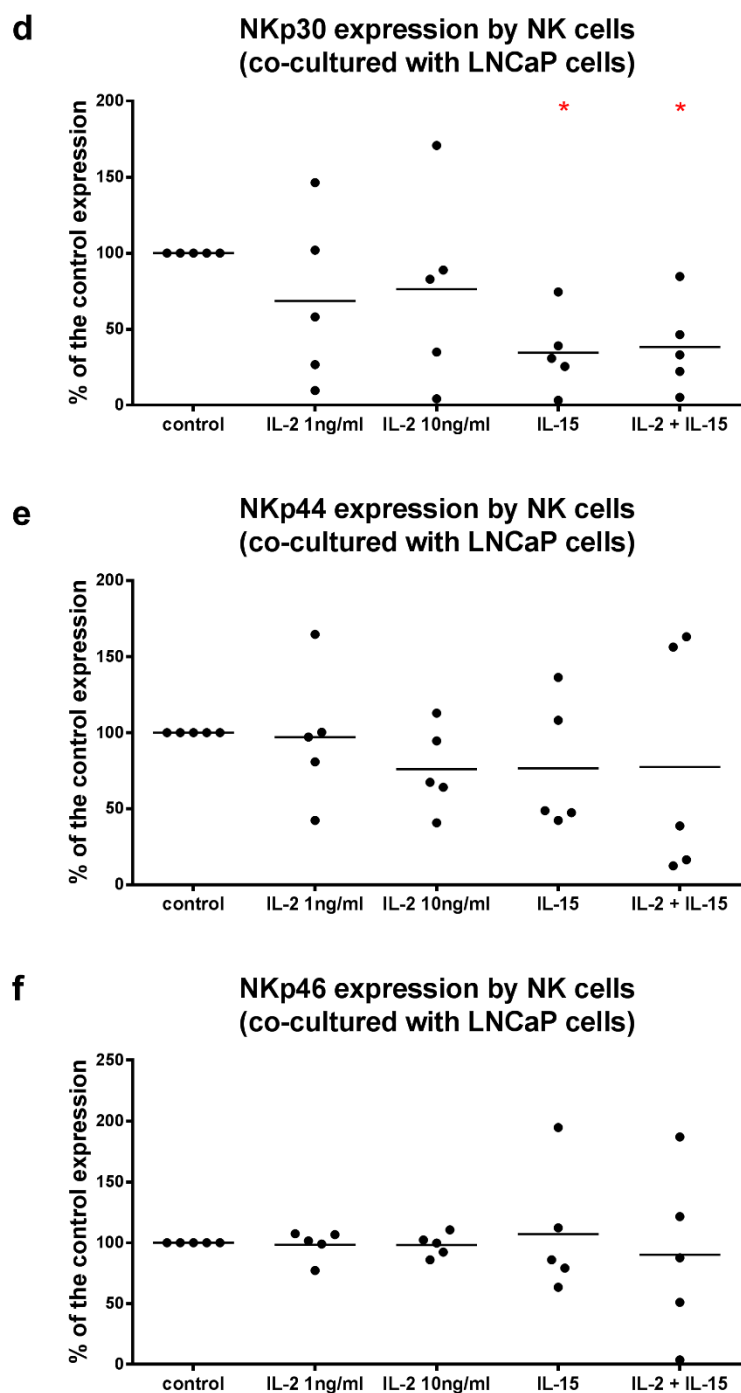 d
NKp30 expression by NK cells
(co-cultured with LNCaP cells)
% of the control expression
200
150
100
50
0
* *
control IL-2 1ng/ml IL-2 10ng/ml IL-15 IL-2 + IL-15
e
NKp44 expression by NK cells
(co-cultured with LNCaP cells)
% of the control expression
200
150
100
50
0
control IL-2 1ng/ml IL-2 10ng/ml IL-15 IL-2 + IL-15
f
NKp46 expression by NK cells
(co-cultured with LNCaP cells)
% of the control expression
250
200
150
100
50
0
control IL-2 1ng/ml IL-2 10ng/ml IL-15 IL-2 + IL-15